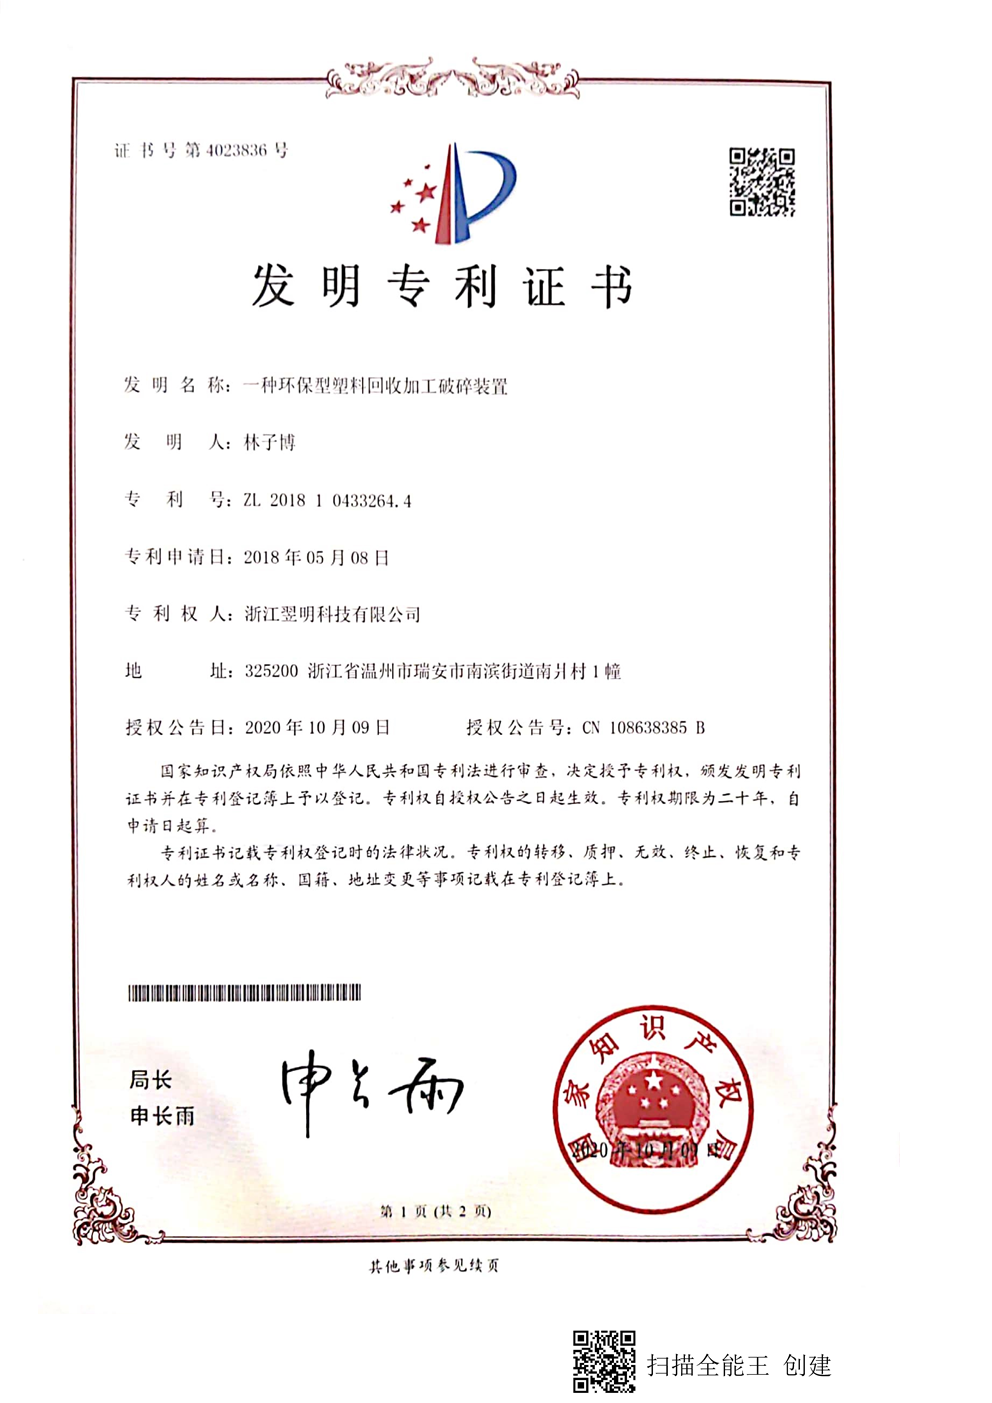 证书号第4023836号
发明专利证书
发明名称：一种环保型塑料回收加工破碎装置
发明人：林子博
专利号：ZL 2018 1 0433264.4
专利申请日：2018年05月08日
专利权人：浙江翌明科技有限公司
地址：325200 浙江省温州市瑞安市南滨街道南爿村1幢
授权公告日：2020年10月09日 授权公告号：CN 108638385 B
国家知识产权局依照中华人民共和国专利法进行审查，决定授予专利权，颁发发明专利
证书并在专利登记簿上予以登记。专利权自授权公告之日起生效。专利权期限为二十年，自
申请日起算。
专利证书记载专利权登记时的法律状况。专利权的转移、质押、无效、终止、恢复和专
利权人的姓名或名称、国籍、地址变更等事项记载在专利登记簿上。
局长
申长雨
申长雨
国家知识产权局
2020年10月09日
第 1 页 (共 2 页)
其他事项参见续页
扫描全能王 创建